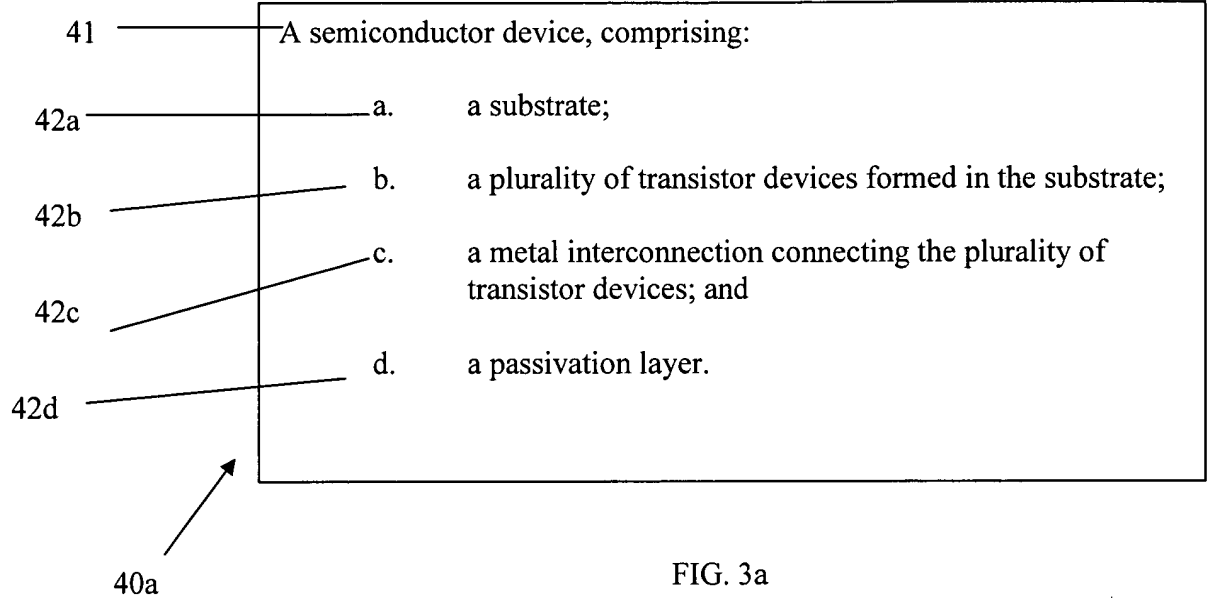 41 A semiconductor device, comprising:
42a a. a substrate;
42b b. a plurality of transistor devices formed in the substrate;
42c c. a metal interconnection connecting the plurality of
transistor devices; and
42d d. a passivation layer.
40a
FIG. 3a